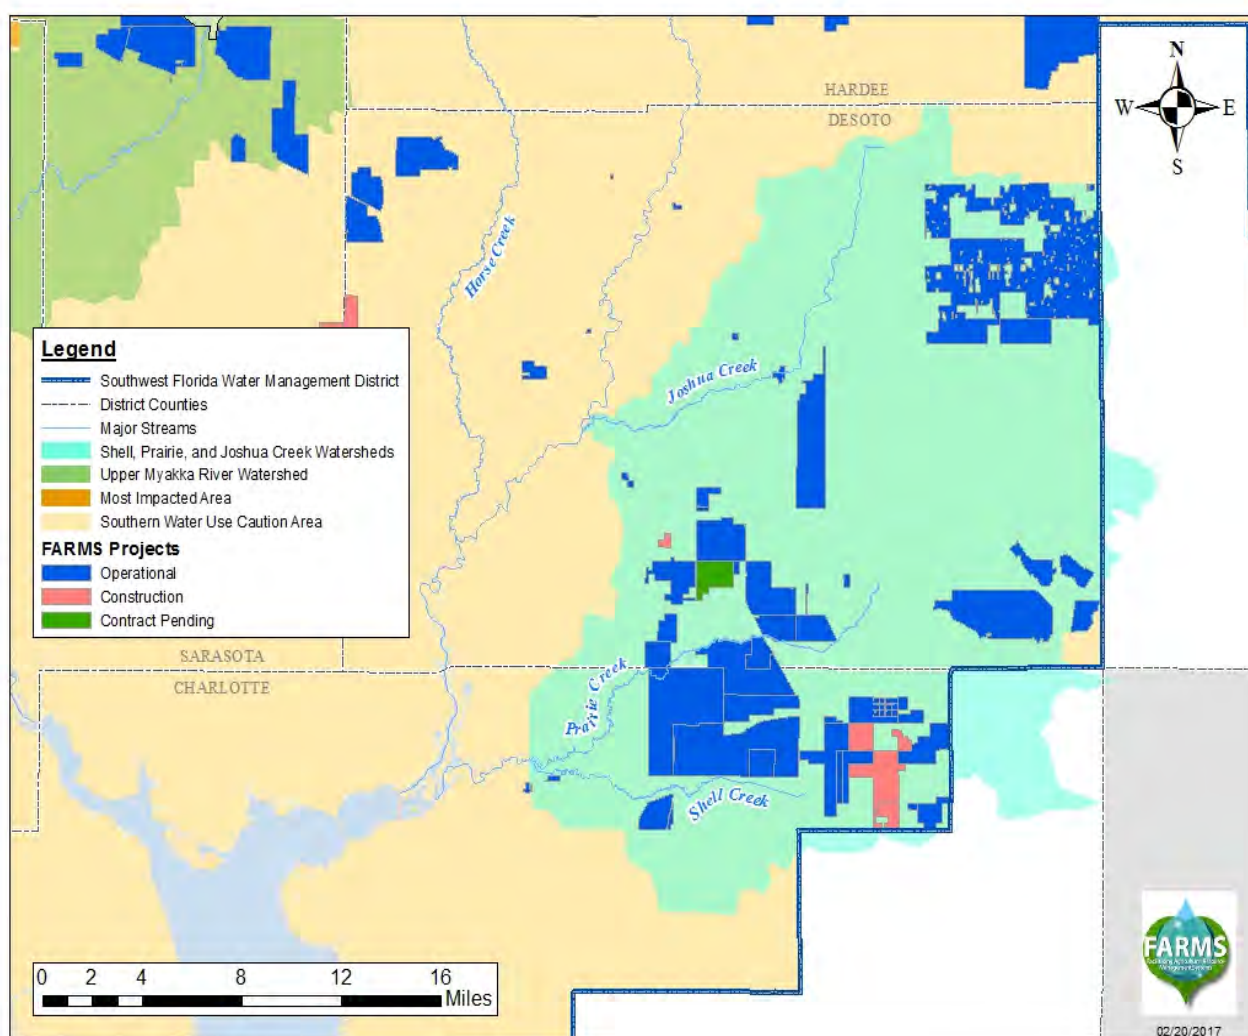 N
W E
S
HARDEE
DESOTO
Horse Creek
Joshua Creek
Legend
Southwest Florida Water Management District
District Counties
Major Streams
Shell, Prairie, and Joshua Creek Watersheds
Upper Myakka River Watershed
Most Impacted Area
Southern Water Use Caution Area
FARMS Projects
Operational
Construction
Contract Pending
SARASOTA
CHARLOTTE
Prairie Creek
Shell Creek
0 2 4 8 12 16
Miles
FARMS
02/20/2017